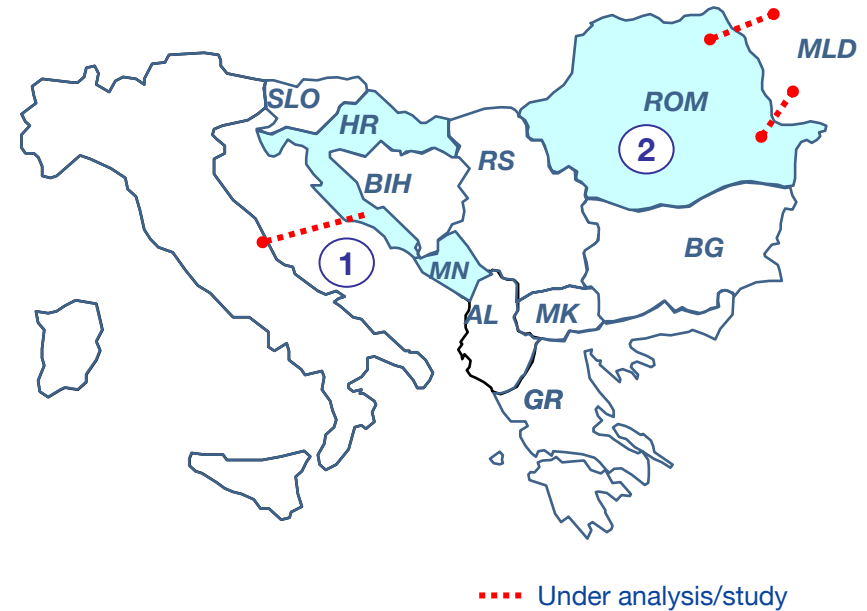 MLD
SLO
ROM
HR
2
RS
BIH
BG
1
MN
AL
MK
GR
Under analysis/study